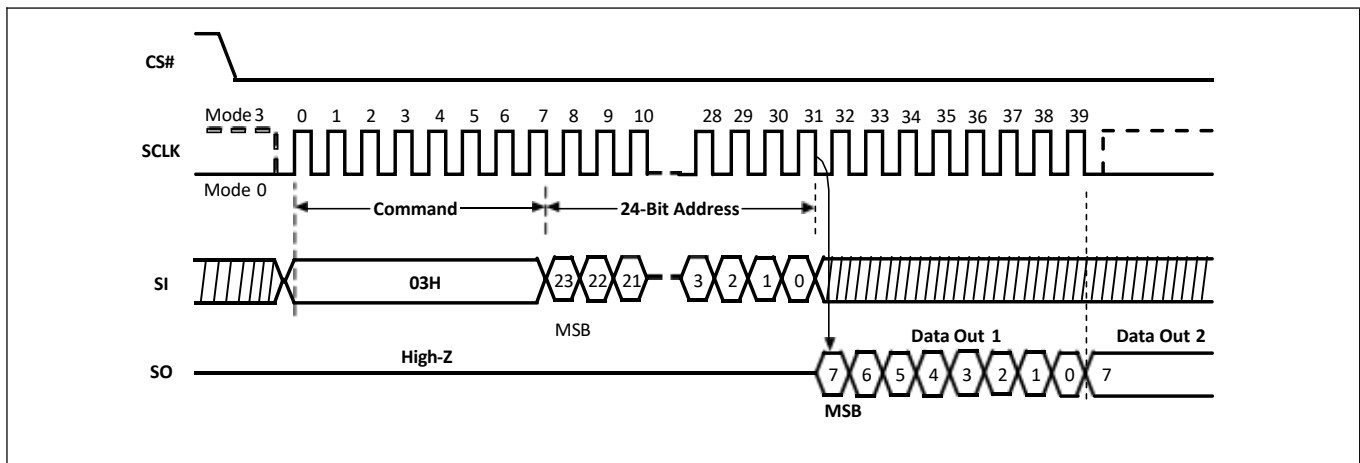 CS#
Mode 3 0 1 2 3 4 5 6 7 8 9 10 28 29 30 31 32 33 34 35 36 37 38 39
SCLK
Mode 0
Command 24-Bit Address
SI 03H 23 22 21 3 2 1 0
MSB
High-Z Data Out 1 Data Out 2
SO 7 6 5 4 3 2 1 0 7
MSB